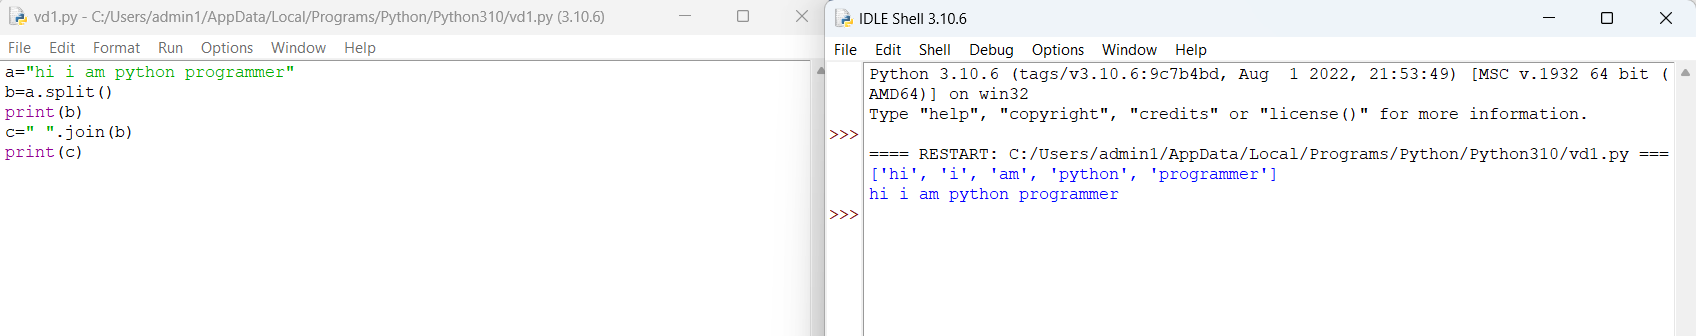 vd1.py - C:/Users/admin1/AppData/Local/Programs/Python/Python310/vd1.py (3.10.6)
File Edit Format Run Options Window Help
a="hi i am python programmer"
b=a.split()
print(b)
c=" ".join(b)
print(c)
IDLE Shell 3.10.6
File Edit Shell Debug Options Window Help
Python 3.10.6 (tags/v3.10.6:9c7b4bd, Aug  1 2022, 21:53:49) [MSC v.1932 64 bit (
AMD64)] on win32
Type "help", "copyright", "credits" or "license()" for more information.
>>>
==== RESTART: C:/Users/admin1/AppData/Local/Programs/Python/Python310/vd1.py ===
['hi', 'i', 'am', 'python', 'programmer']
hi i am python programmer
>>>